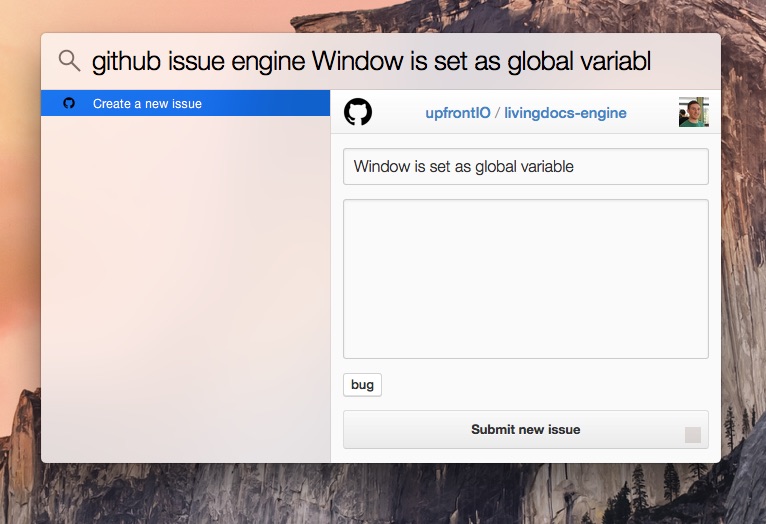 github issue engine Window is set as global variabl
Create a new issue
upfrontIO / livingdocs-engine
Window is set as global variable
bug
Submit new issue